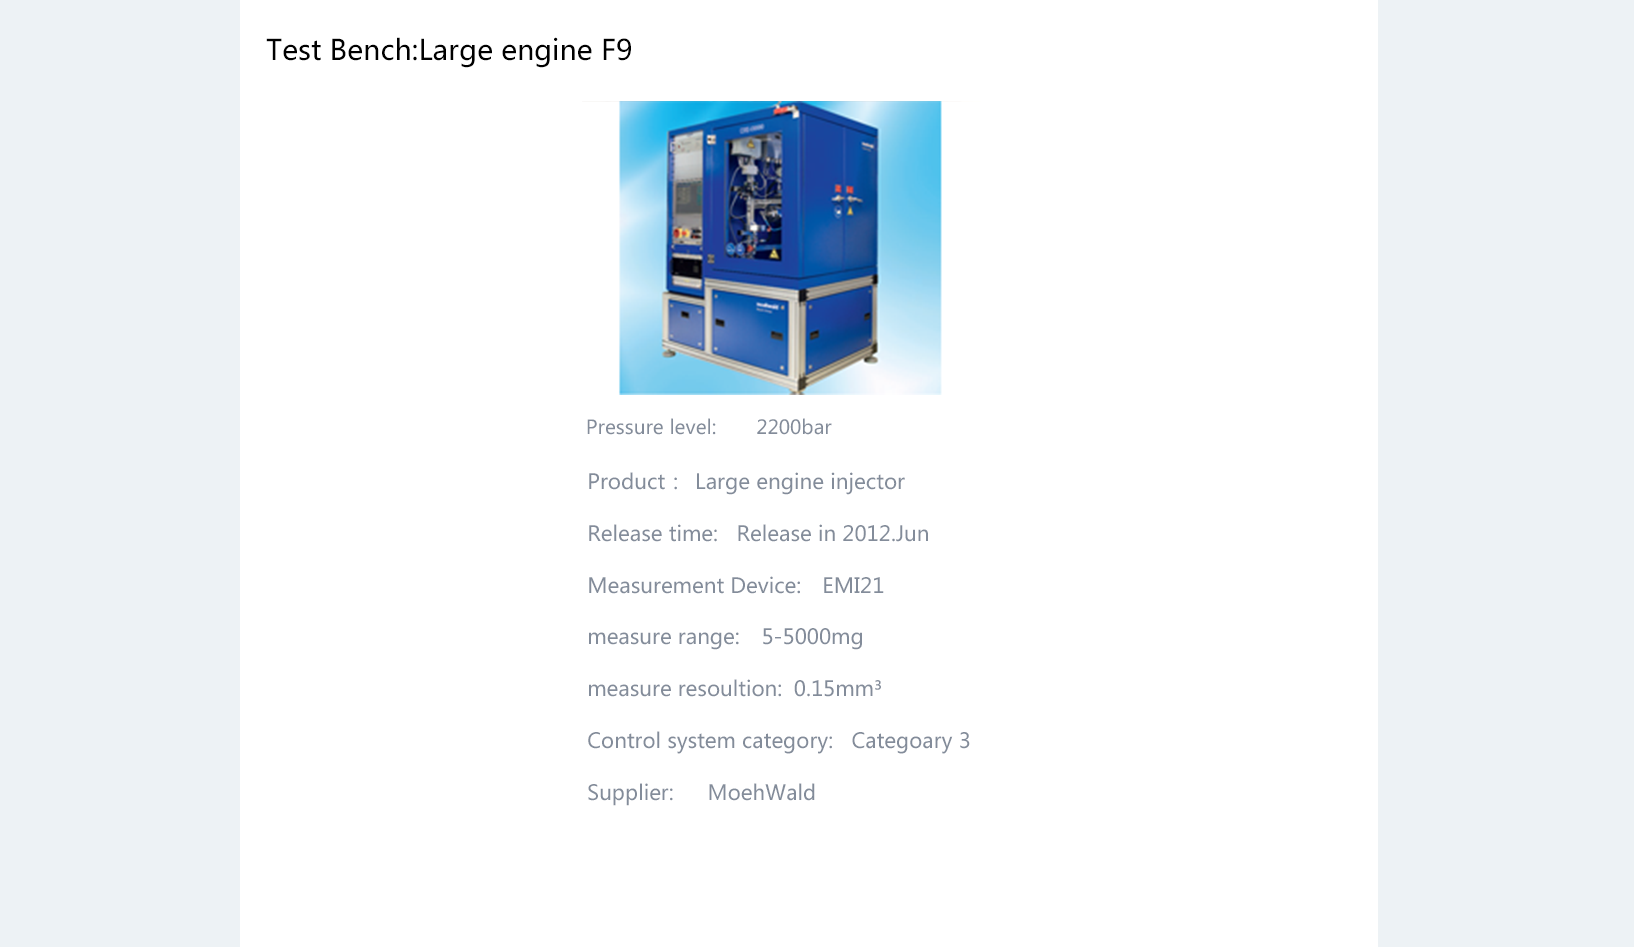 Test Bench:Large engine F9
Pressure level: 2200bar
Product : Large engine injector
Release time: Release in 2012.Jun
Measurement Device: EMI21
measure range: 5-5000mg
measure resoultion: 0.15mm³
Control system category: Categoary 3
Supplier: MoehWald